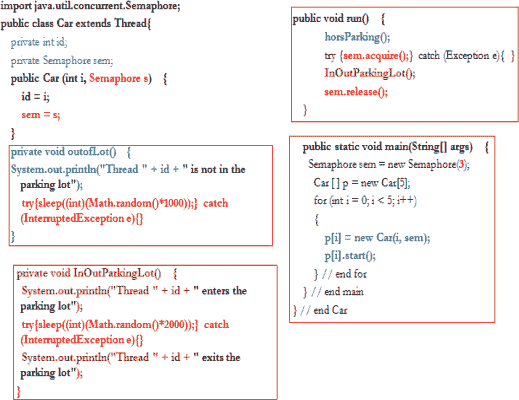 import java.util.concurrent.Semaphore;
public class Car extends Thread{
private int id;
private Semaphore sem;
public Car (int i, Semaphore s) {
id = i;
sem = s;
}
private void outofLot() {
System.out.println("Thread " + id + " is not in the
parking lot");
try{sleep((int)(Math.random()*1000));} catch
(InterruptedException e){}
}
private void InOutParkingLot() {
System.out.println("Thread " + id + " enters the
parking lot");
try{sleep((int)(Math.random()*2000));} catch
(InterruptedException e){}
System.out.println("Thread " + id + " exits the
parking lot");
}
public void run() {
horsParking();
try {sem.acquire();} catch (Exception e){ }
InOutParkingLot();
sem.release();
}
public static void main(String[] args) {
Semaphore sem = new Semaphore(3);
Car [ ] p = new Car[5];
for (int i = 0; i < 5; i++)
{
p[i] = new Car(i, sem);
p[i].start();
} // end for
} // end main
} // end Car